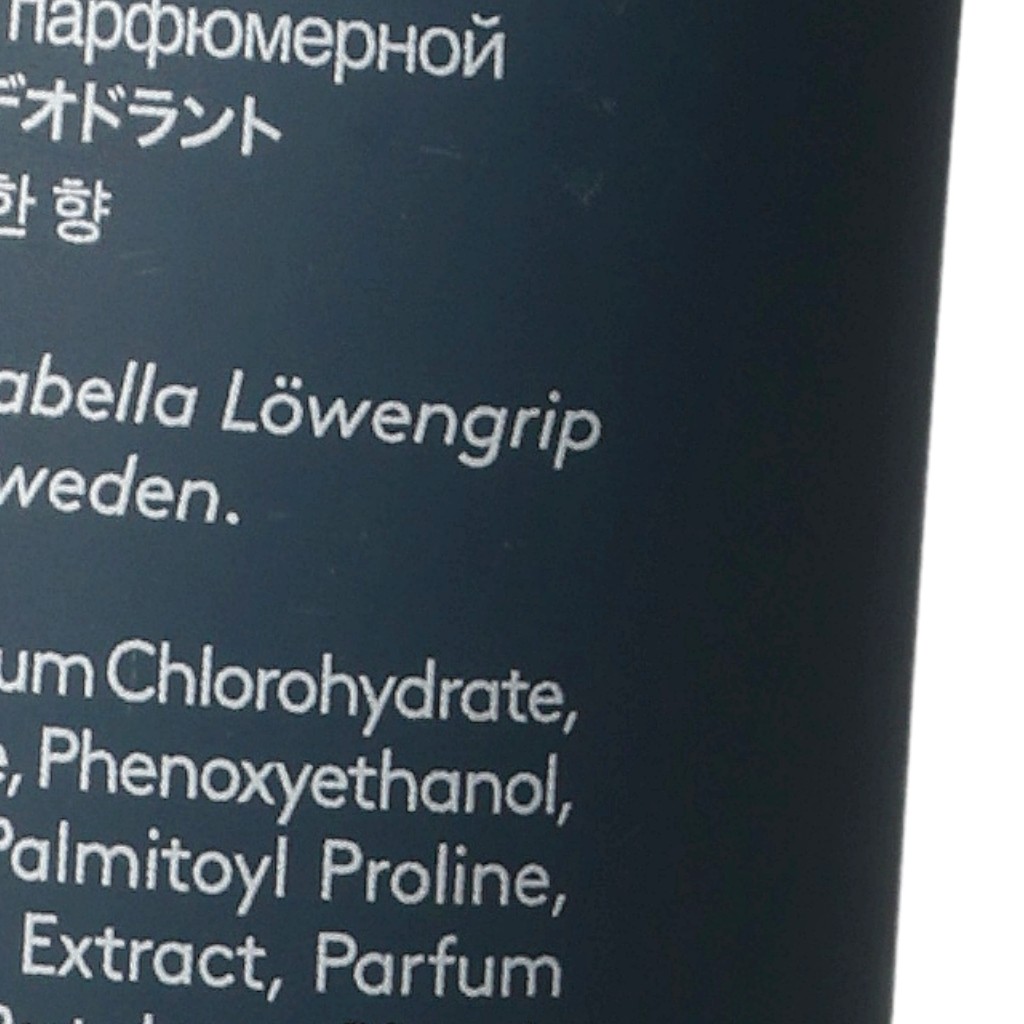 парфюмерной
デオドラント
한 향
abella Löwengrip
weden.
um Chlorohydrate,
e, Phenoxyethanol,
Palmitoyl Proline,
Extract, Parfum